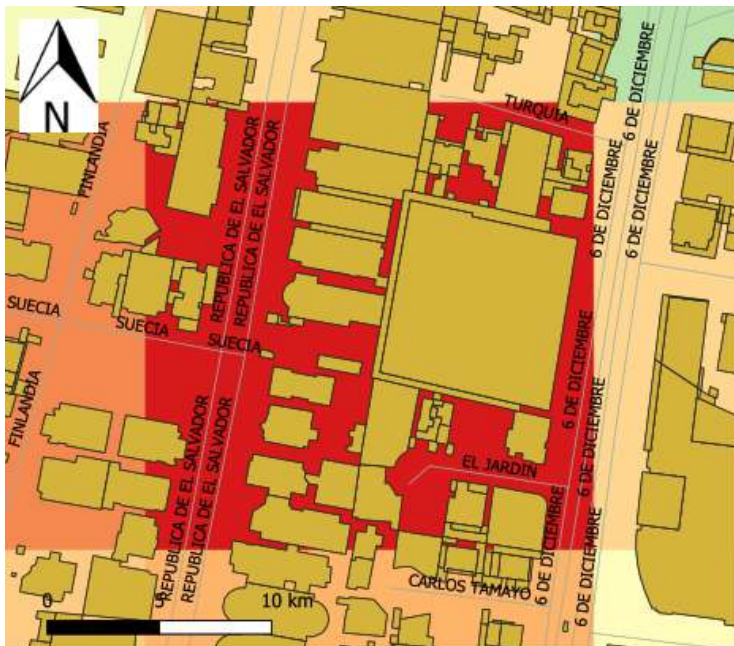 N
TURQUIA
6 DE DICIEMBRE
FINLANDIA
REPUBLICA DE EL SALVADOR
REPUBLICA DE EL SALVADOR
6 DE DICIEMBRE
6 DE DICIEMBRE
SUECIA
SUECIA
SUECIA
6 DE DICIEMBRE
FINLANDIA
REPUBLICA DE EL SALVADOR
REPUBLICA DE EL SALVADOR
6 DE DICIEMBRE
EL JARDIN
6 DE DICIEMBRE
6 DE DICIEMBRE
CARLOS TAMAYO
0
10 km